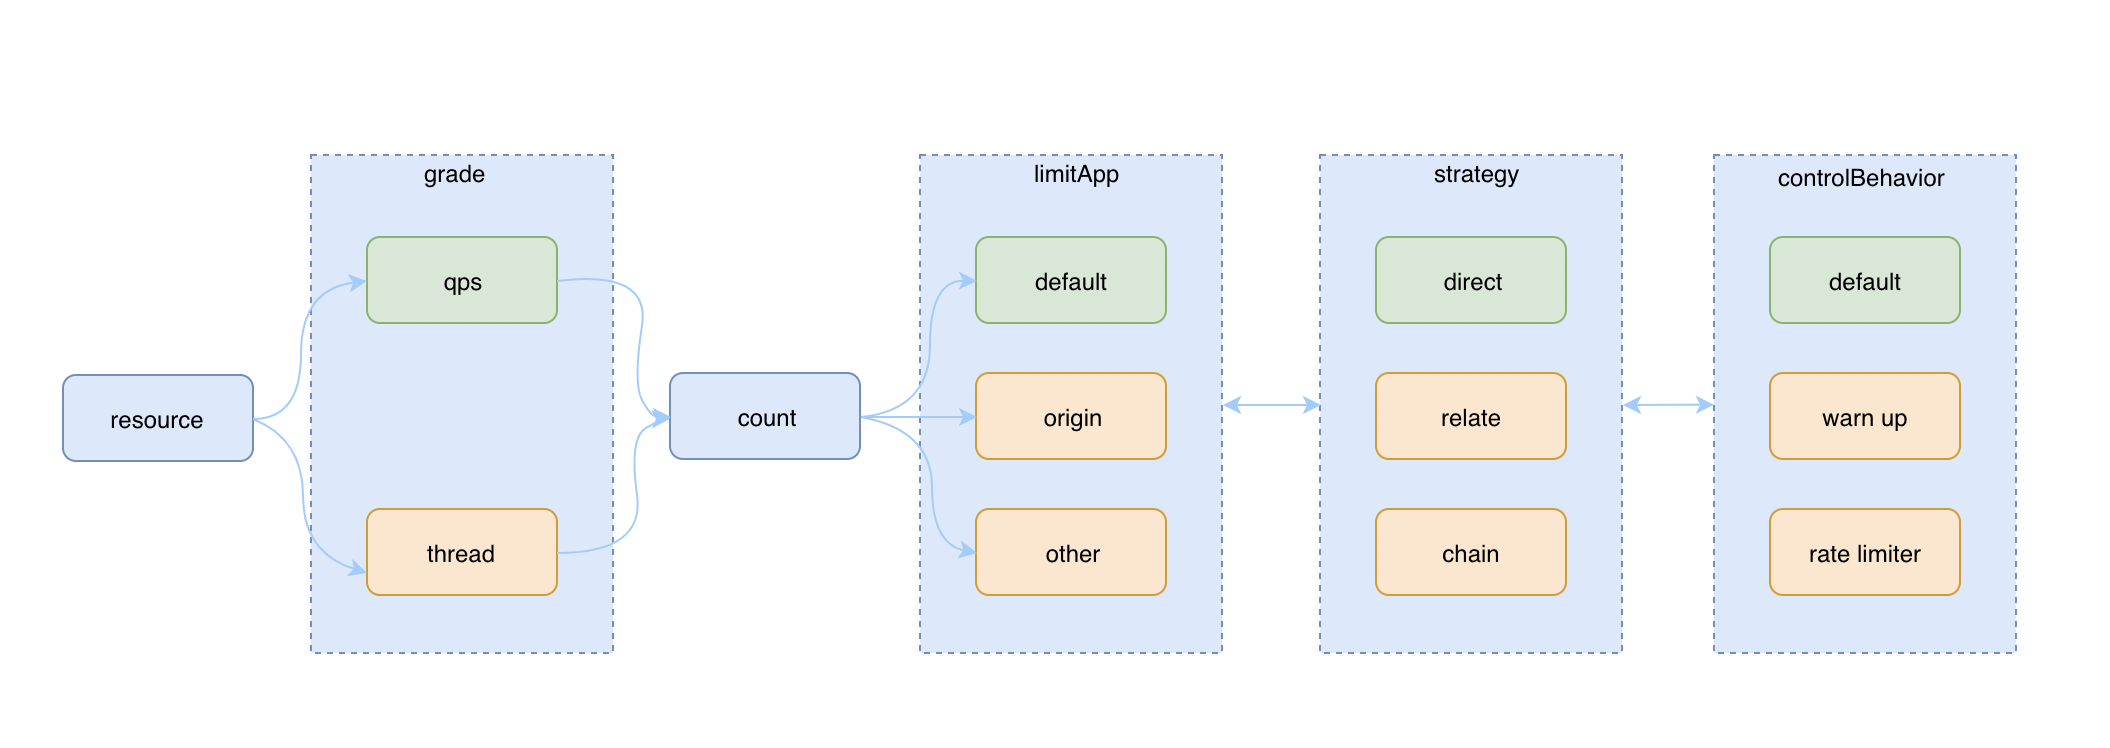 resource
grade
qps
thread
count
limitApp
default
origin
other
strategy
direct
relate
chain
controlBehavior
default
warn up
rate limiter